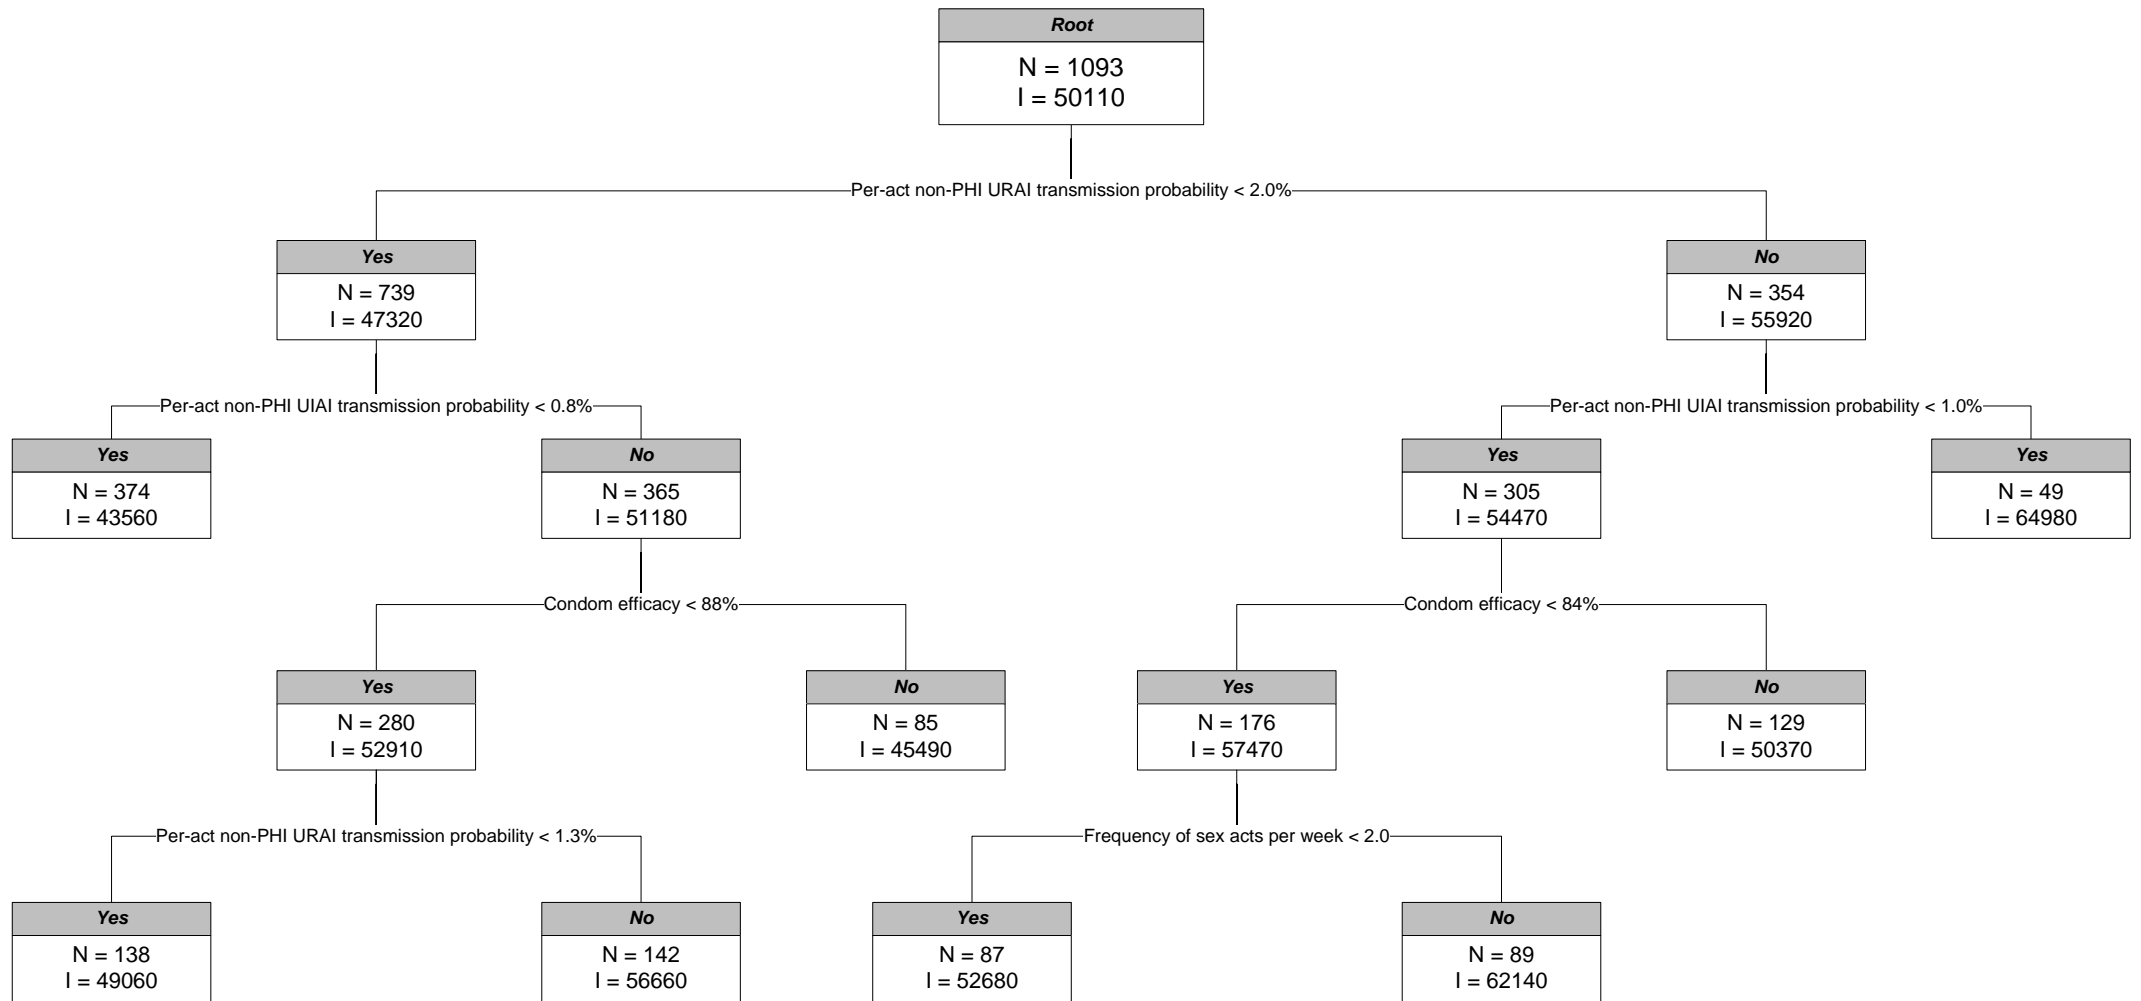 Root
N = 1093
I = 50110
Per-act non-PHI URAI transmission probability < 2.0%
Yes
N = 739
I = 47320
No
N = 354
I = 55920
Per-act non-PHI UIAI transmission probability < 0.8%
Per-act non-PHI UIAI transmission probability < 1.0%
Yes
N = 374
I = 43560
No
N = 365
I = 51180
Yes
N = 305
I = 54470
Yes
N = 49
I = 64980
Condom efficacy < 88%
Condom efficacy < 84%
Yes
N = 280
I = 52910
No
N = 85
I = 45490
Yes
N = 176
I = 57470
No
N = 129
I = 50370
Per-act non-PHI URAI transmission probability < 1.3%
Frequency of sex acts per week < 2.0
Yes
N = 138
I = 49060
No
N = 142
I = 56660
Yes
N = 87
I = 52680
No
N = 89
I = 62140